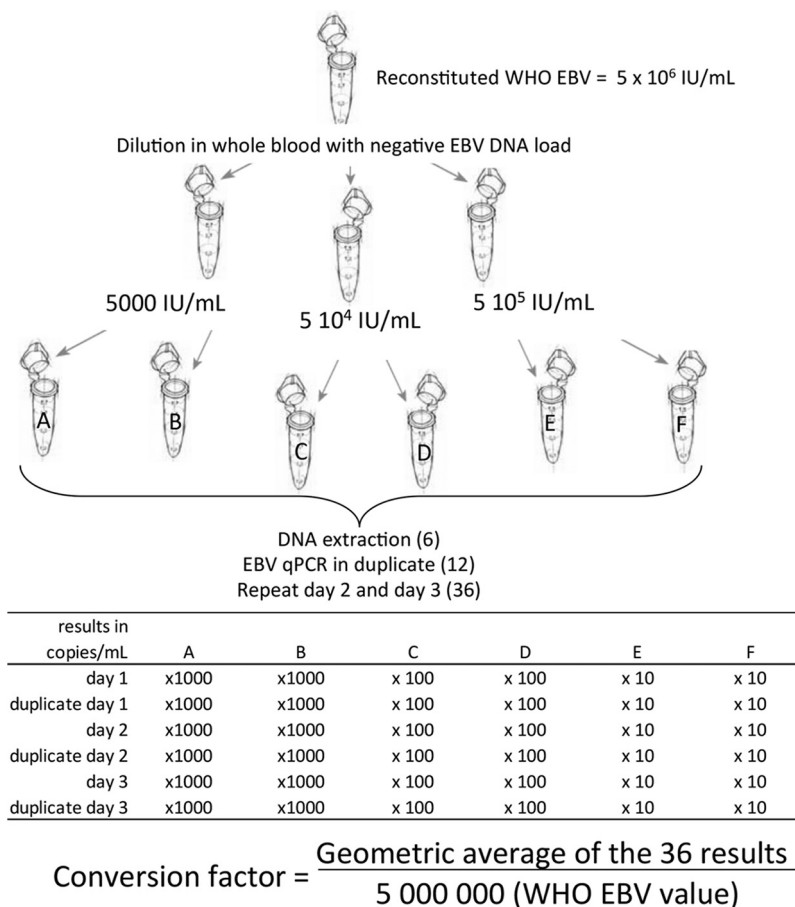 Reconstituted WHO EBV = 5 x 10⁶ IU/mL
Dilution in whole blood with negative EBV DNA load
5000 IU/mL
5 10⁴ IU/mL
5 10⁵ IU/mL
A
B
C
D
E
F
DNA extraction (6)
EBV qPCR in duplicate (12)
Repeat day 2 and day 3 (36)
results in
copies/mL A B C D E F
day 1 x1000 x1000 x 100 x 100 x 10 x 10
duplicate day 1 x1000 x1000 x 100 x 100 x 10 x 10
day 2 x1000 x1000 x 100 x 100 x 10 x 10
duplicate day 2 x1000 x1000 x 100 x 100 x 10 x 10
day 3 x1000 x1000 x 100 x 100 x 10 x 10
duplicate day 3 x1000 x1000 x 100 x 100 x 10 x 10
Geometric average of the 36 results
Conversion factor =
5 000 000 (WHO EBV value)